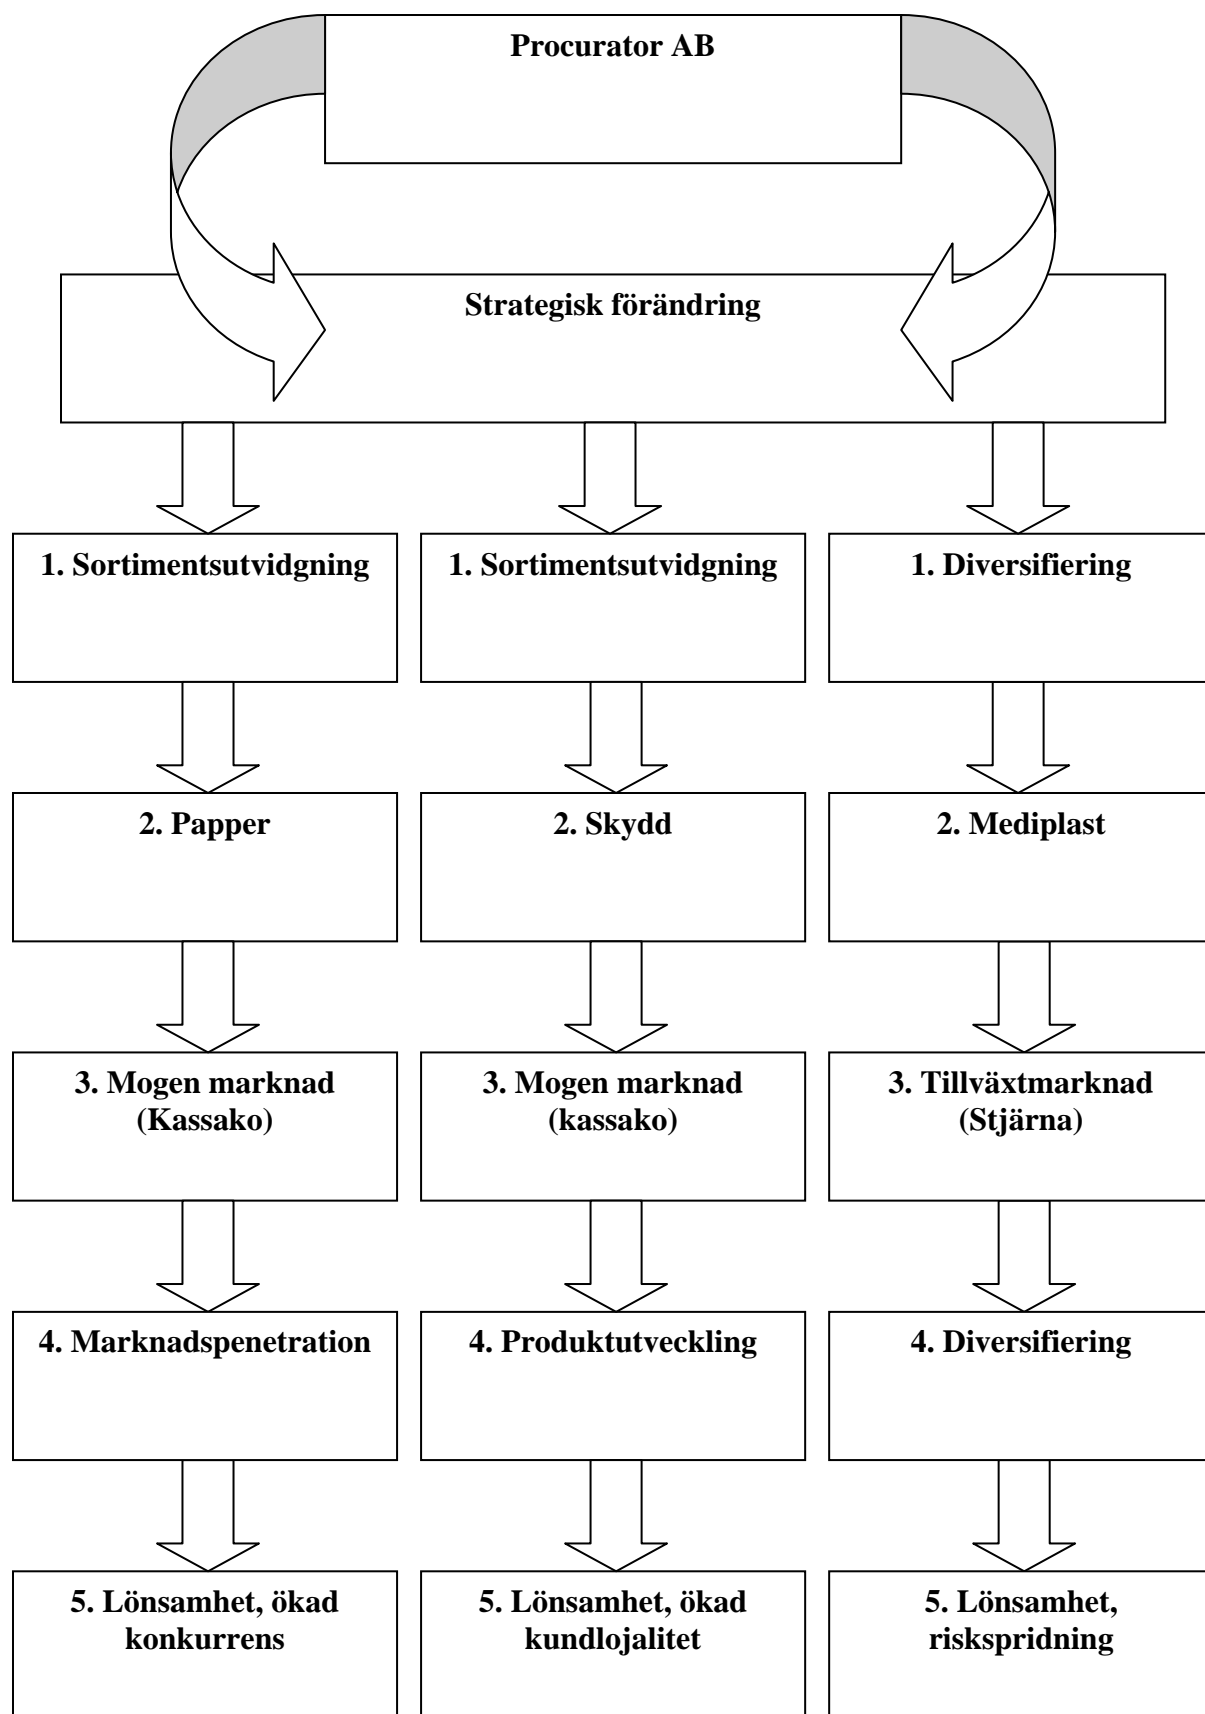 Procurator AB
Strategisk förändring
1. Sortimentsutvidgning
1. Sortimentsutvidgning
1. Diversifiering
2. Papper
2. Skydd
2. Mediplast
3. Mogen marknad
(Kassako)
3. Mogen marknad
(kassako)
3. Tillväxtmarknad
(Stjärna)
4. Marknadspenetration
4. Produktutveckling
4. Diversifiering
5. Lönsamhet, ökad
konkurrens
5. Lönsamhet, ökad
kundlojalitet
5. Lönsamhet,
riskspridning